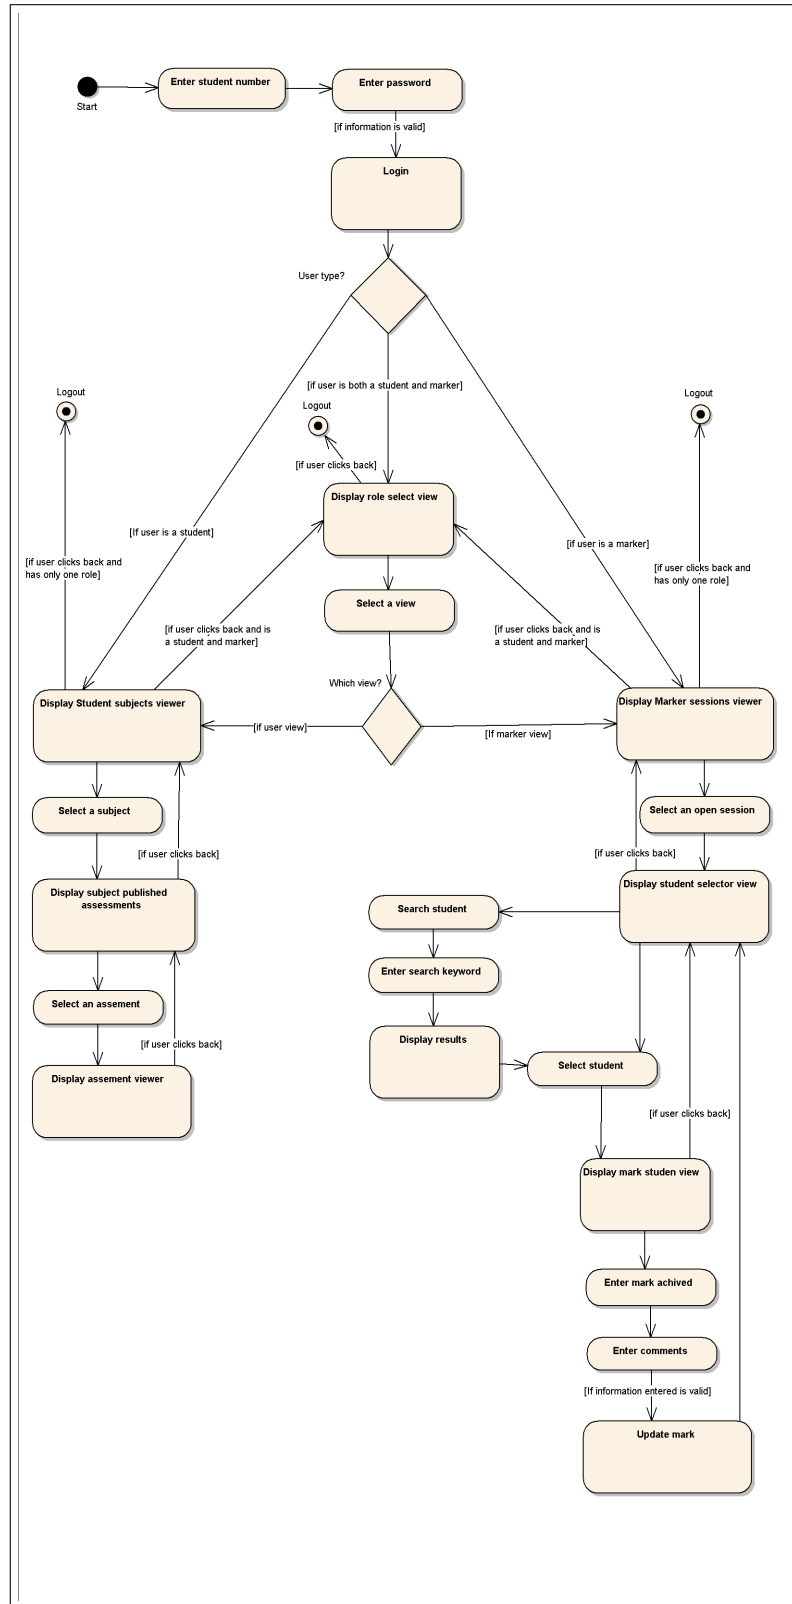 Enter student number
Enter password
Start
[if information is valid]
Login
User type?
[if user is both a student and marker]
Logout
Logout
Logout
[if user clicks back]
Display role select view
[If user is a student]
[if user is a marker]
[if user clicks back and
has only one role]
[if user clicks back and
has only one role]
Select a view
[if user clicks back and is
a student and marker]
[if user clicks back and is
a student and marker]
Which view?
Display Student subjects viewer
Display Marker sessions viewer
[if user view]
[If marker view]
Select a subject
Select an open session
[if user clicks back]
[if user clicks back]
Display subject published
assessments
Display student selector view
Search student
Enter search keyword
Select an assement
Display results
[if user clicks back]
Select student
Display assement viewer
[if user clicks back]
Display mark studen view
Enter mark achived
Enter comments
[If information entered is valid]
Update mark